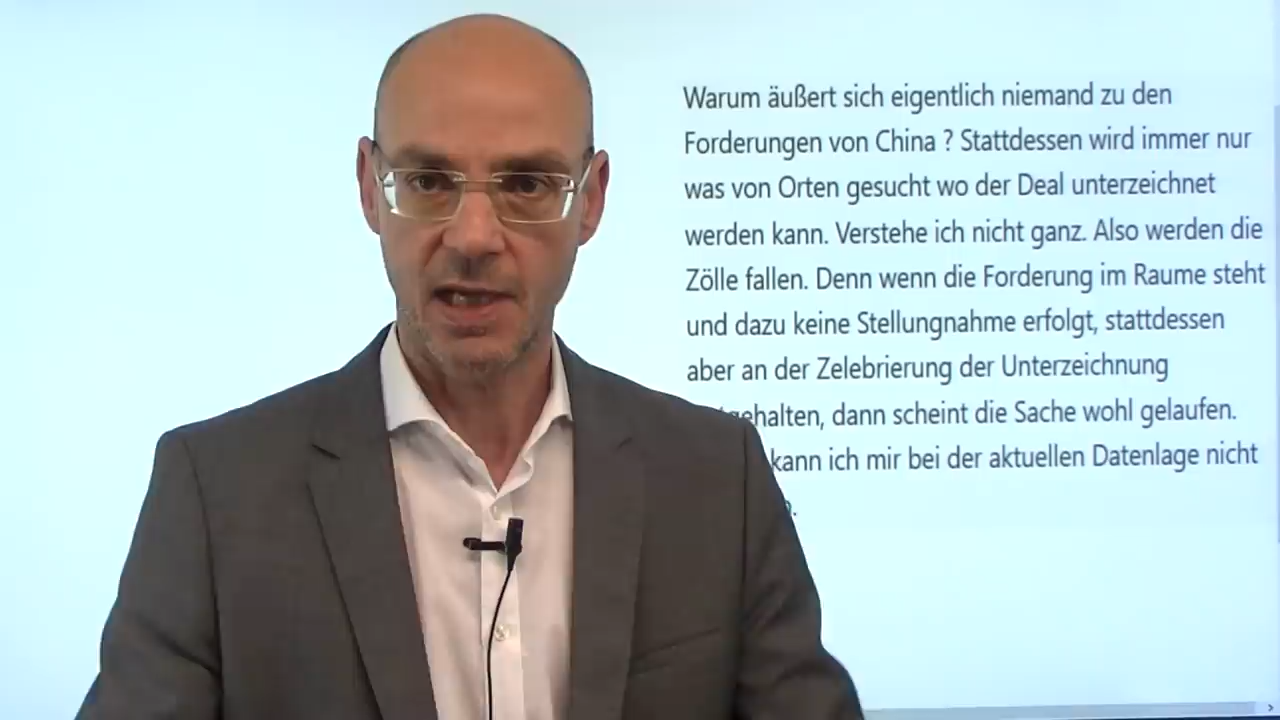 Warum äußert sich eigentlich niemand zu den
Forderungen von China ? Stattdessen wird immer nur
was von Orten gesucht wo der Deal unterzeichnet
werden kann. Verstehe ich nicht ganz. Also werden die
Zölle fallen. Denn wenn die Forderung im Raume steht
und dazu keine Stellungnahme erfolgt, stattdessen
aber an der Zelebrierung der Unterzeichnung
dann scheint die Sache wohl gelaufen.
kann ich mir bei der aktuellen Datenlage nicht